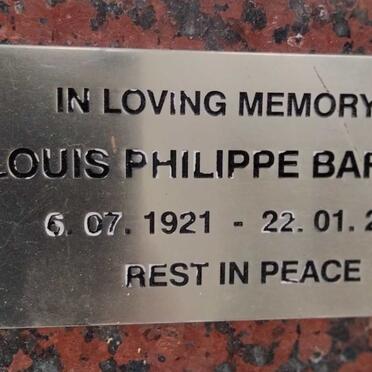 IN LOVING MEMORY
LOUIS PHILIPPE BAR
6.07.1921 - 22.01.2
REST IN PEACE